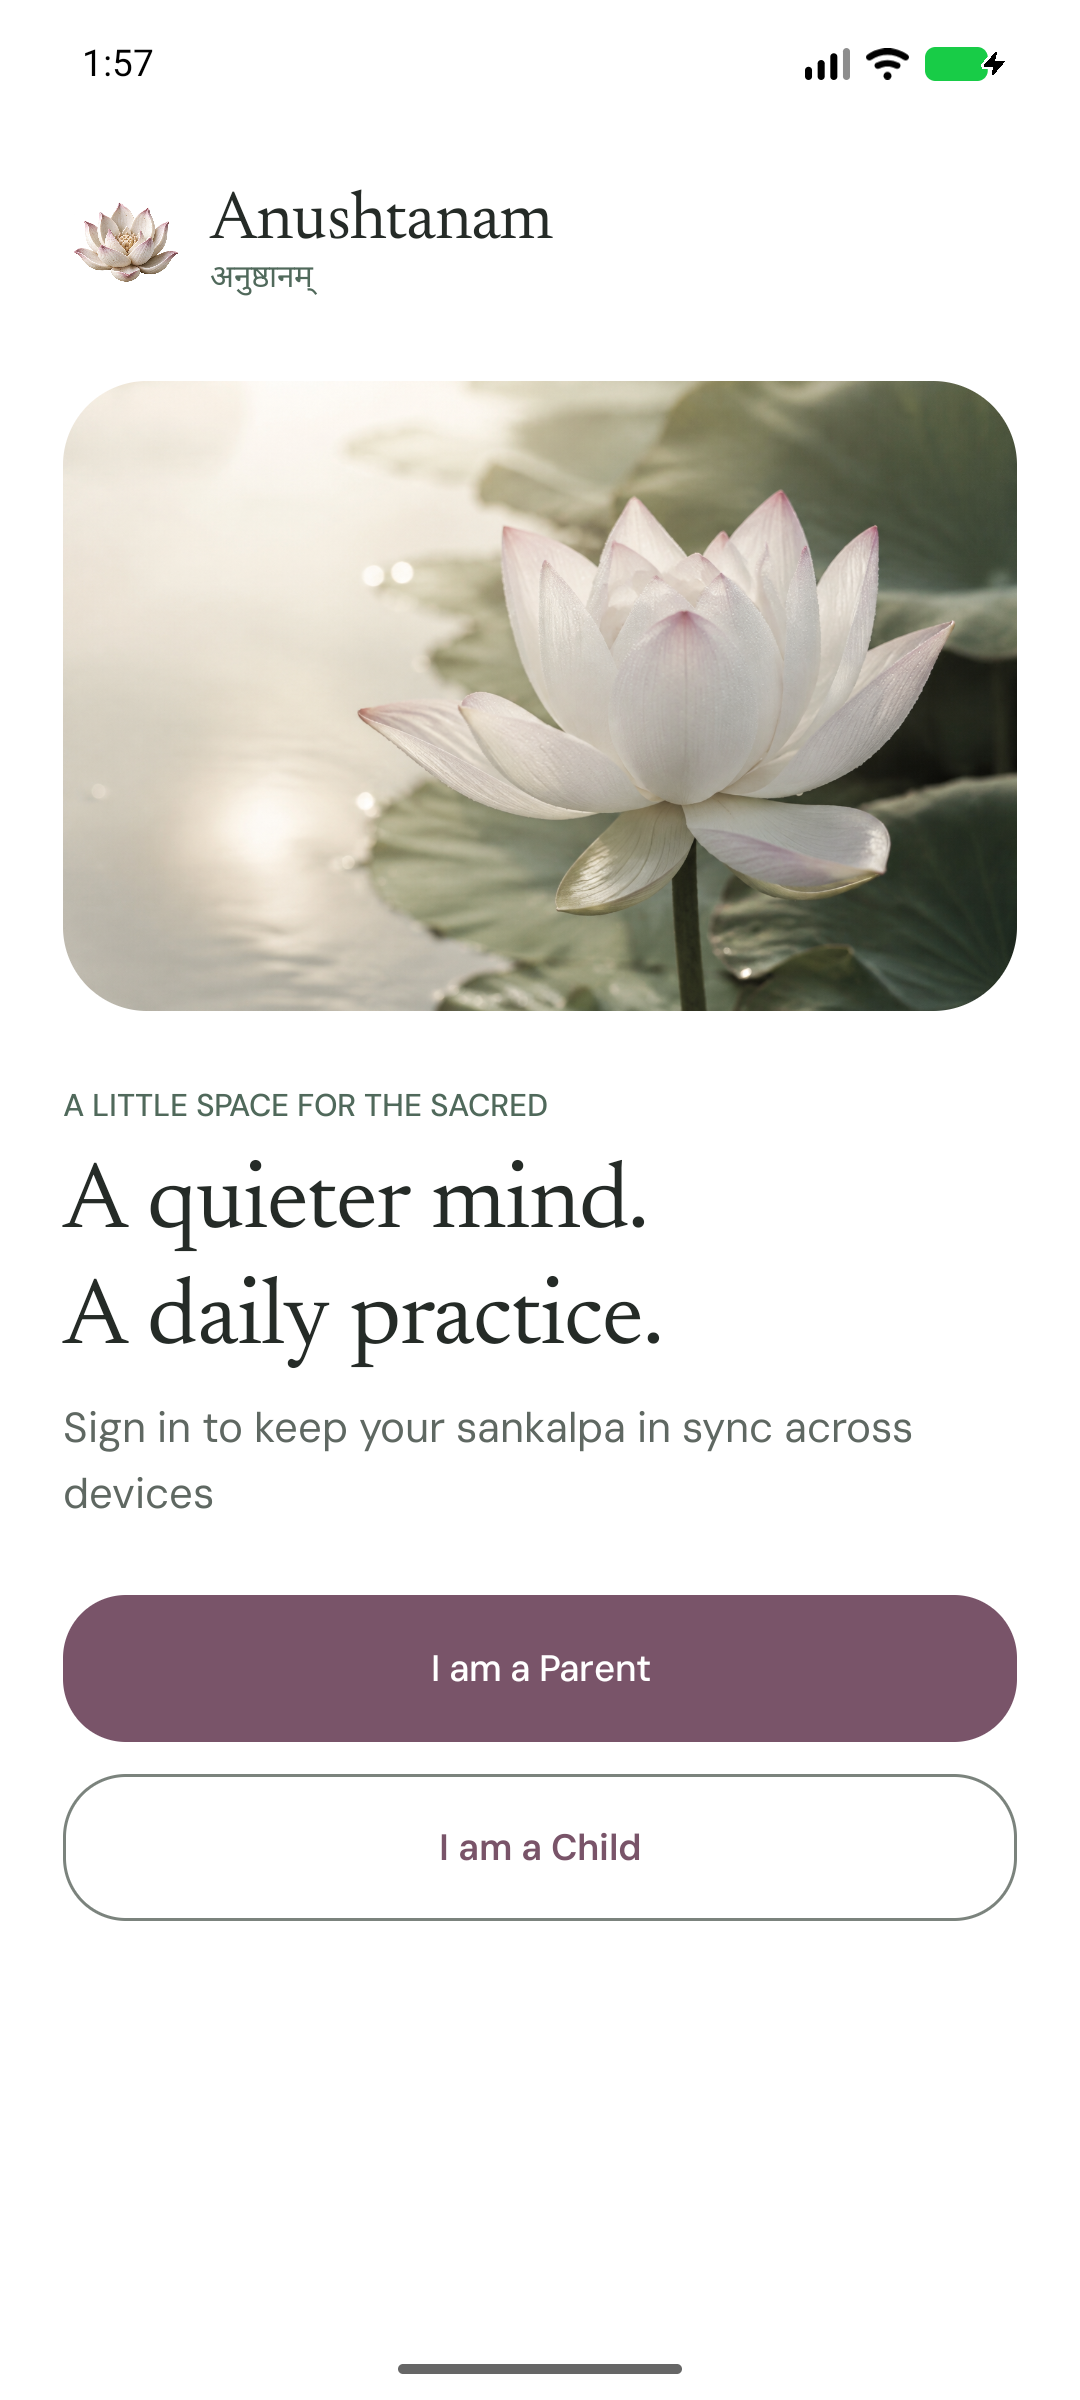 1:57
Anushtanam
अनुष्ठानम्
A LITTLE SPACE FOR THE SACRED
A quieter mind.
A daily practice.
Sign in to keep your sankalpa in sync across
devices
I am a Parent
I am a Child